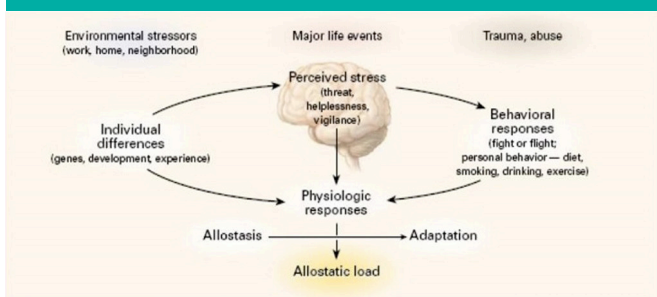 Environmental stressors
(work, home, neighborhood)
Major life events
Trauma, abuse
Perceived stress
(threat,
helplessness,
vigilance)
Individual
differences
(genes, development, experience)
Behavioral
responses
(fight or flight;
personal behavior — diet,
smoking, drinking, exercise)
Physiologic
responses
Allostasis
Adaptation
Allostatic load